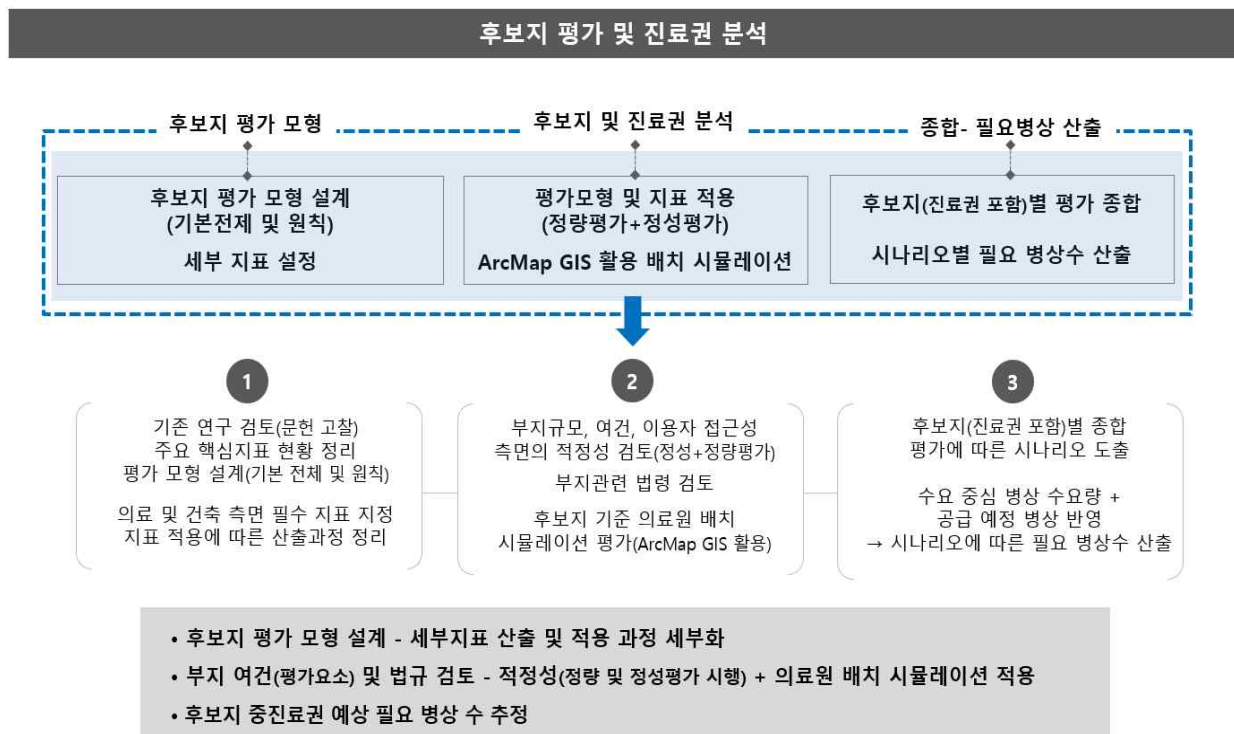 후보지 평가 및 진료권 분석
후보지 평가 모형
후보지 및 진료권 분석
종합- 필요병상 산출
후보지 평가 모형 설계
(기본전제 및 원칙)
세부 지표 설정
평가모형 및 지표 적용
(정량평가+정성평가)
ArcMap GIS 활용 배치 시뮬레이션
후보지(진료권 포함)별 평가 종합
시나리오별 필요 병상수 산출
1
기존 연구 검토(문헌 고찰)
주요 핵심지표 현황 정리
평가 모형 설계(기본 전체 및 원칙)
의료 및 건축 측면 필수 지표 지정
지표 적용에 따른 산출과정 정리
2
부지규모, 여건, 이용자 접근성
측면의 적정성 검토(정성+정량평가)
부지관련 법령 검토
후보지 기준 의료원 배치
시뮬레이션 평가(ArcMap GIS 활용)
3
후보지(진료권 포함)별 종합
평가에 따른 시나리오 도출
수요 중심 병상 수요량 +
공급 예정 병상 반영
→ 시나리오에 따른 필요 병상수 산출
• 후보지 평가 모형 설계 - 세부지표 산출 및 적용 과정 세부화
• 부지 여건(평가요소) 및 법규 검토 - 적정성(정량 및 정성평가 시행) + 의료원 배치 시뮬레이션 적용
• 후보지 중진료권 예상 필요 병상 수 추정